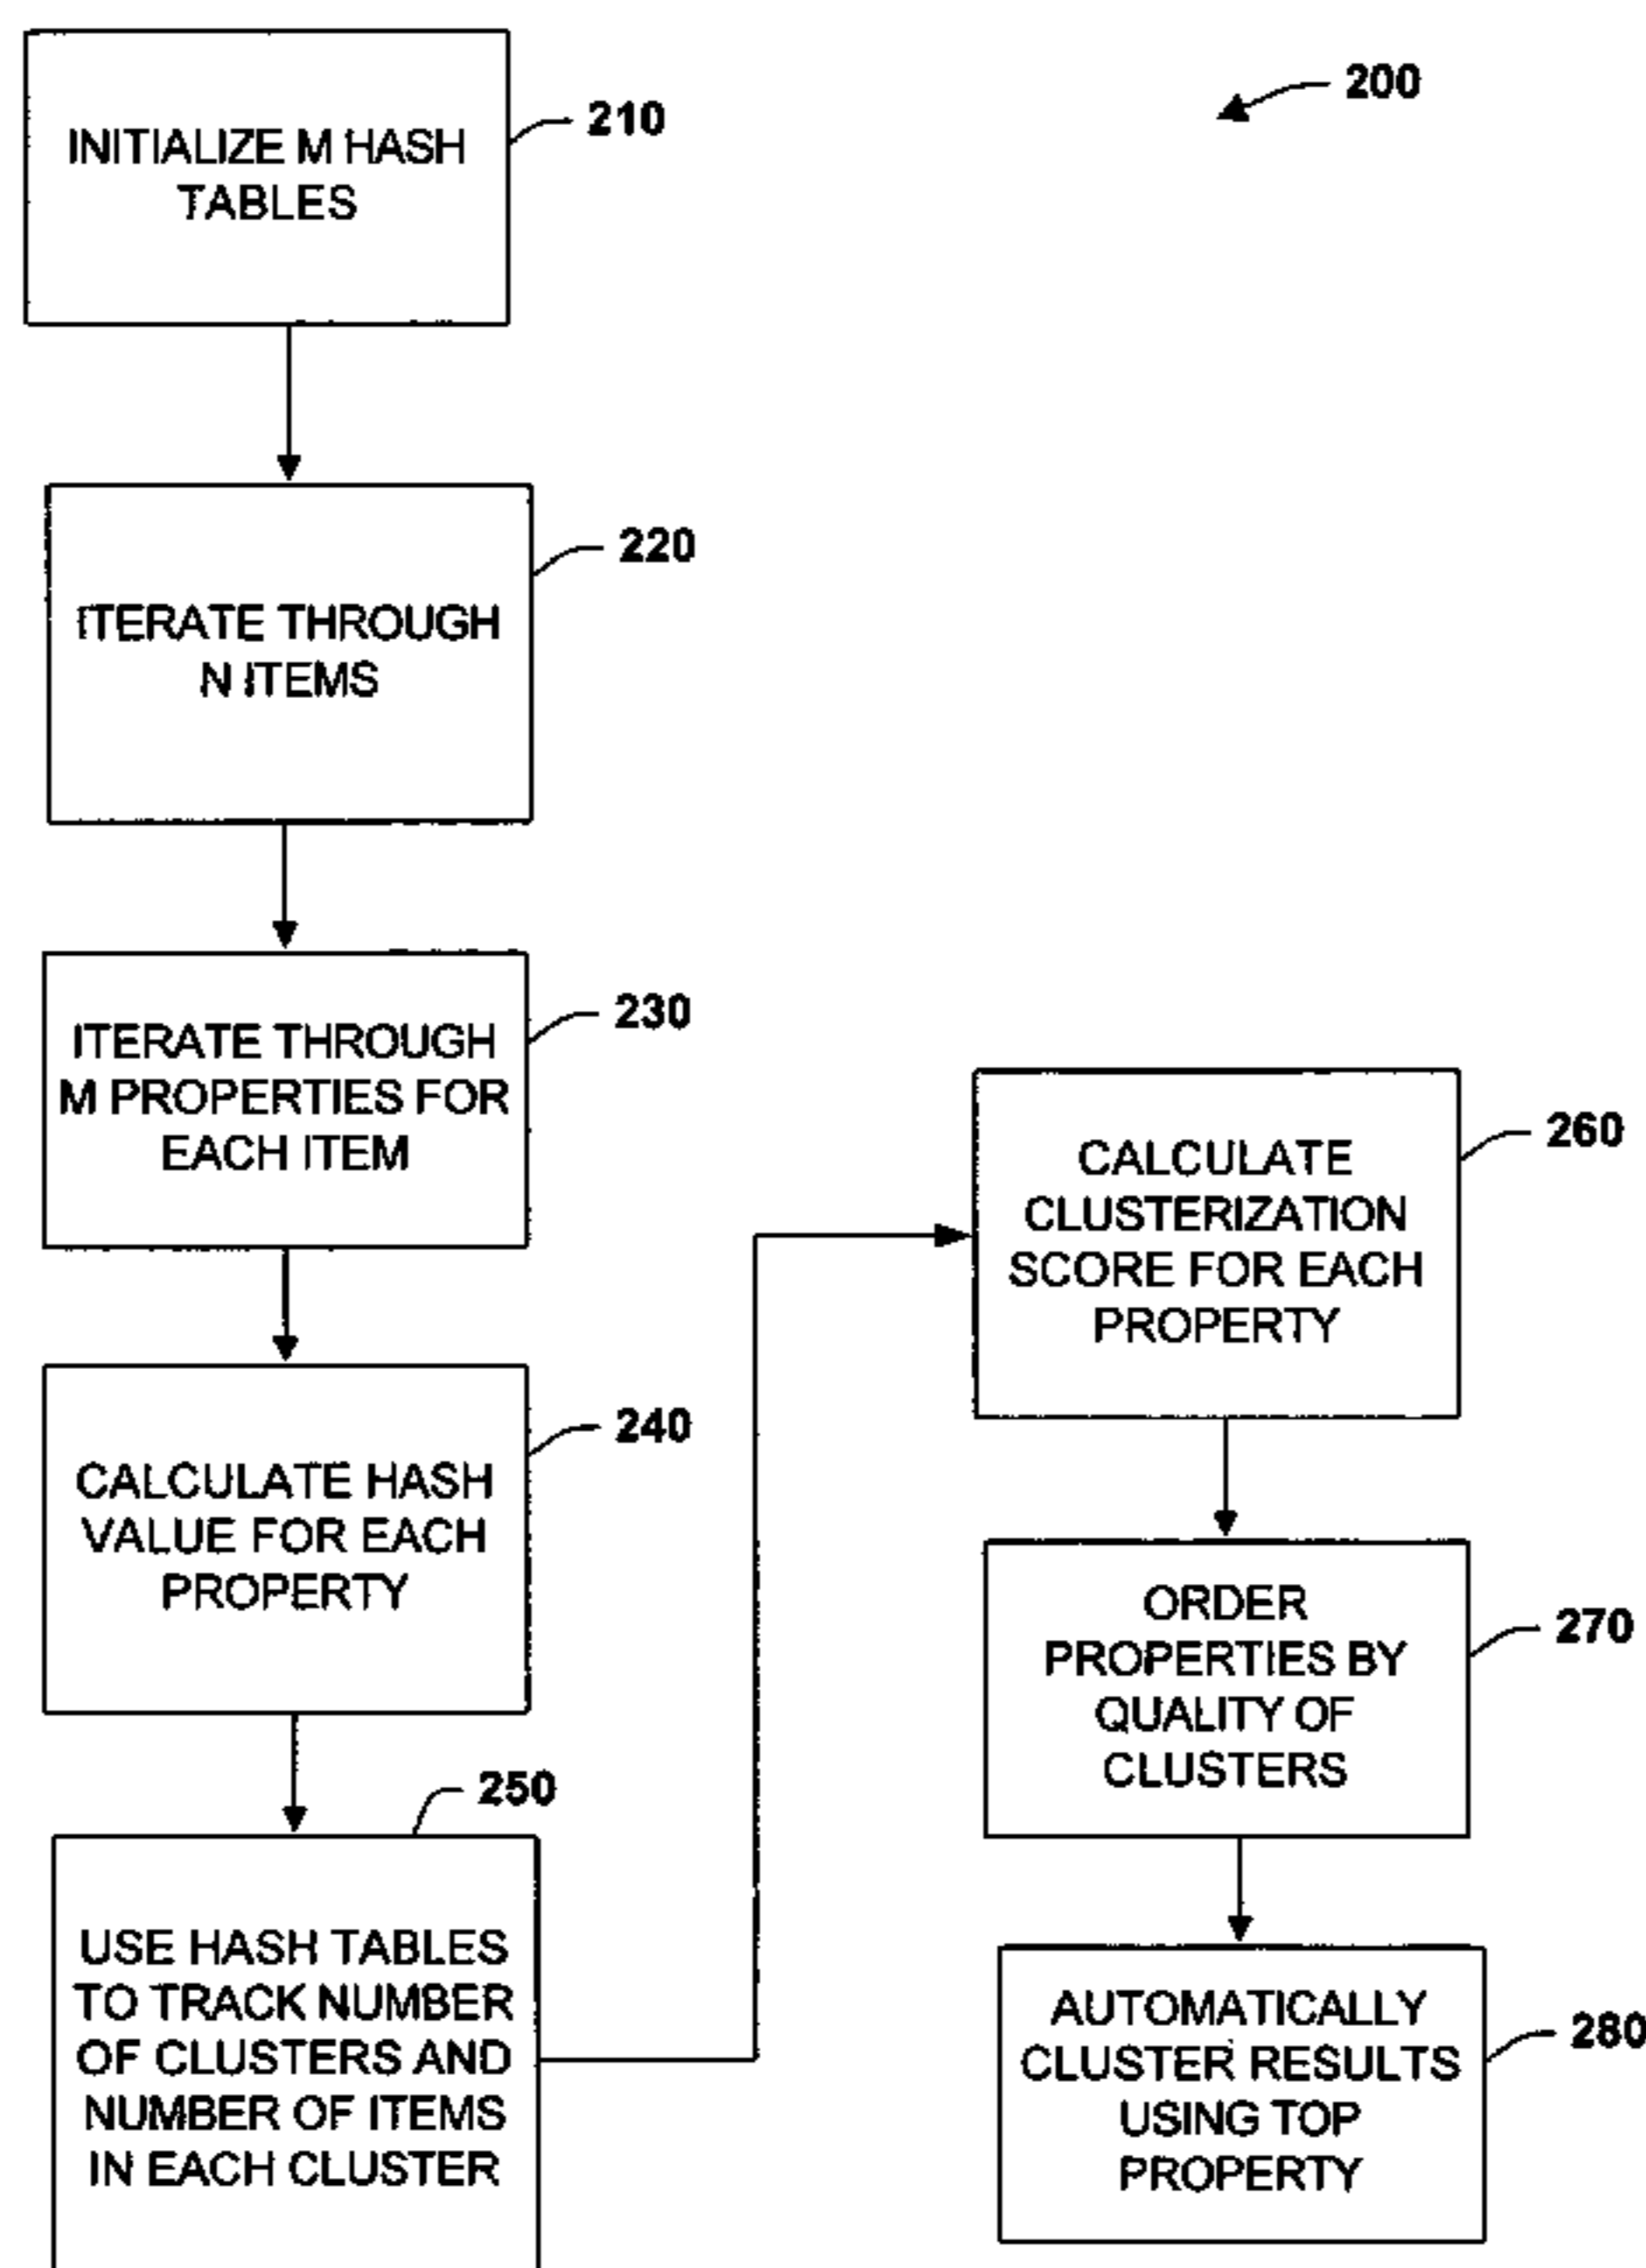 200
INITIALIZE M HASH
TABLES
210
ITERATE THROUGH
N ITEMS
220
ITERATE THROUGH
M PROPERTIES FOR
EACH ITEM
230
CALCULATE HASH
VALUE FOR EACH
PROPERTY
240
USE HASH TABLES
TO TRACK NUMBER
OF CLUSTERS AND
NUMBER OF ITEMS
IN EACH CLUSTER
250
CALCULATE
CLUSTERIZATION
SCORE FOR EACH
PROPERTY
260
ORDER
PROPERTIES BY
QUALITY OF
CLUSTERS
270
AUTOMATICALLY
CLUSTER RESULTS
USING TOP
PROPERTY
280